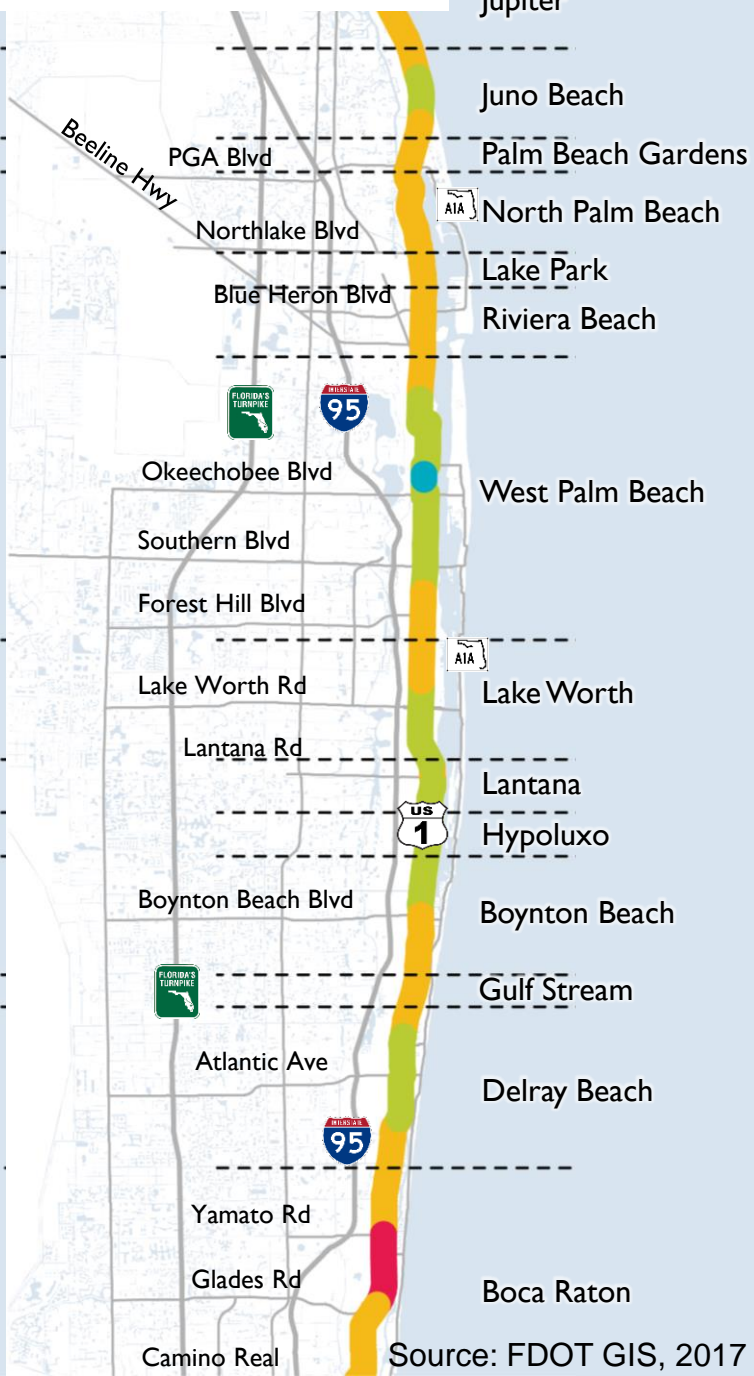 Jupiter
Juno Beach
Beeline Hwy
PGA Blvd
Palm Beach Gardens
A1A
North Palm Beach
Northlake Blvd
Lake Park
Blue Heron Blvd
Riviera Beach
FLORIDA'S
TURNPIKE
INTERSTATE
95
Okeechobee Blvd
West Palm Beach
Southern Blvd
Forest Hill Blvd
A1A
Lake Worth Rd
Lake Worth
Lantana Rd
Lantana
US
1
Hypoluxo
Boynton Beach Blvd
Boynton Beach
FLORIDA'S
TURNPIKE
Gulf Stream
Atlantic Ave
Delray Beach
INTERSTATE
95
Yamato Rd
Glades Rd
Boca Raton
Camino Real
Source: FDOT GIS, 2017